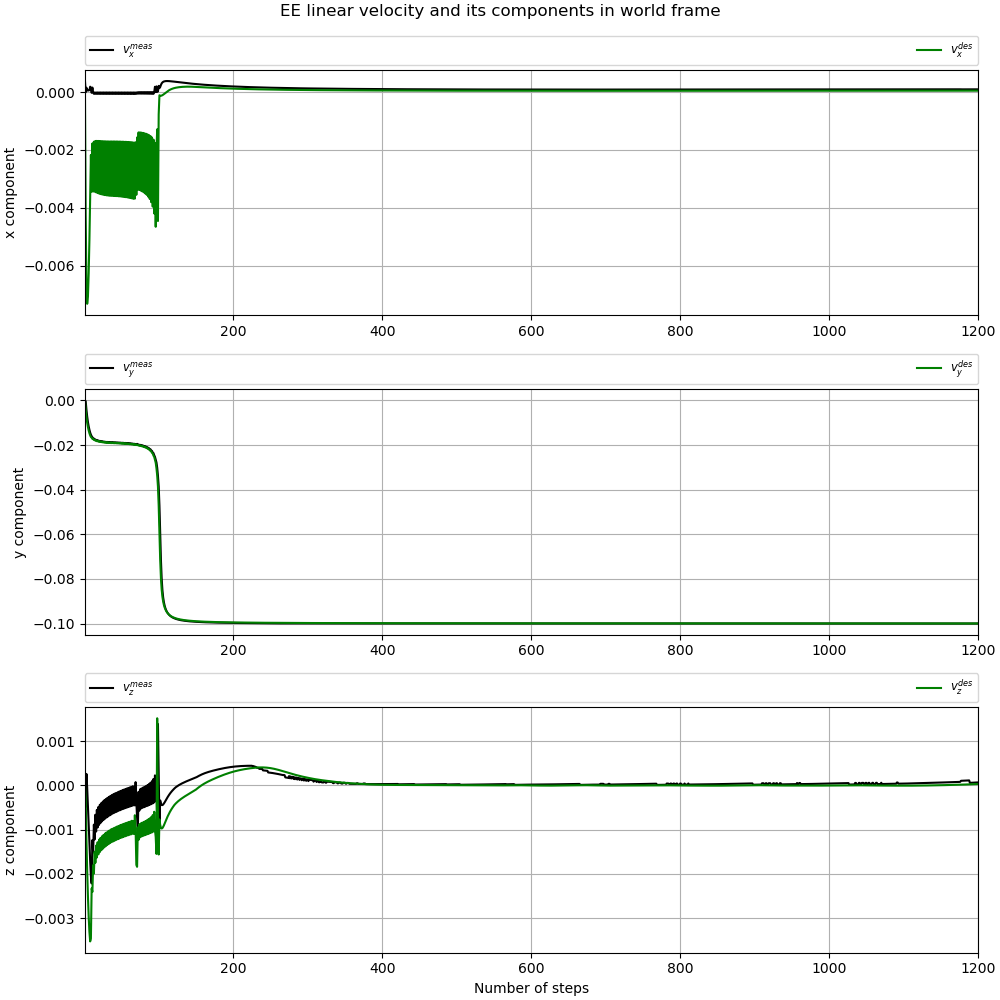 EE linear velocity and its components in world frame
v_x^{meas} v_x^{des}
0.000
−0.002
−0.004
−0.006
x component
200 400 600 800 1000 1200
v_y^{meas} v_y^{des}
0.00
−0.02
−0.04
−0.06
−0.08
−0.10
y component
200 400 600 800 1000 1200
v_z^{meas} v_z^{des}
0.001
0.000
−0.001
−0.002
−0.003
z component
200 400 600 800 1000 1200
Number of steps